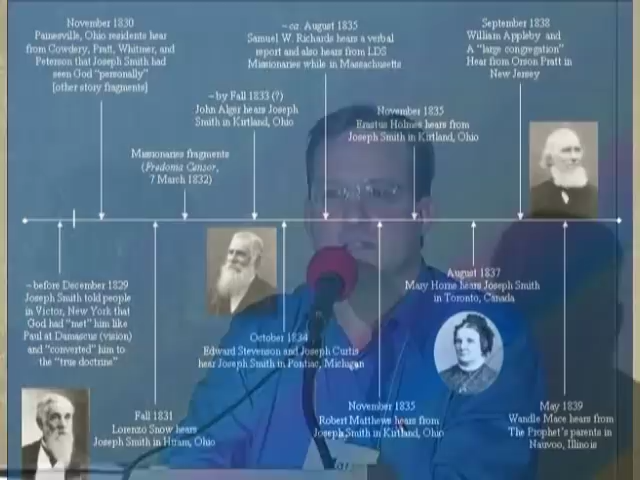 November 1830
Painesville, Ohio residents hear
from Cowdery, Pratt, Whitmer, and
Peterson that Joseph Smith had
seen God "personally"
[other story fragments]
~ ca. August 1835
Samuel W. Richards hears a verbal
report and also hears from LDS
Missionaries while in Massachusetts
September 1838
William Appleby and
A "large congregation"
Hear from Orson Pratt in
New Jersey
~ by Fall 1833 (?)
John Alger hears Joseph
Smith in Kirtland, Ohio
November 1835
Erastus Holmes hears from
Joseph Smith in Kirtland, Ohio
Missionaries fragments
(Fredonia Censor,
7 March 1832)
~ before December 1829
Joseph Smith told people
in Victor, New York that
God had "met" him like
Paul at Damascus (vision)
and "converted" him to
the "true doctrine"
August 1837
Mary Horne hears Joseph Smith
in Toronto, Canada
October 1834
Edward Stevenson and Joseph Curtis
hear Joseph Smith in Pontiac, Michigan
Fall 1831
Lorenzo Snow hears
Joseph Smith in Hiram, Ohio
November 1835
Robert Matthews hears from
Joseph Smith in Kirtland, Ohio
May 1839
Wandle Mace hears from
The Prophet's parents in
Nauvoo, Illinois